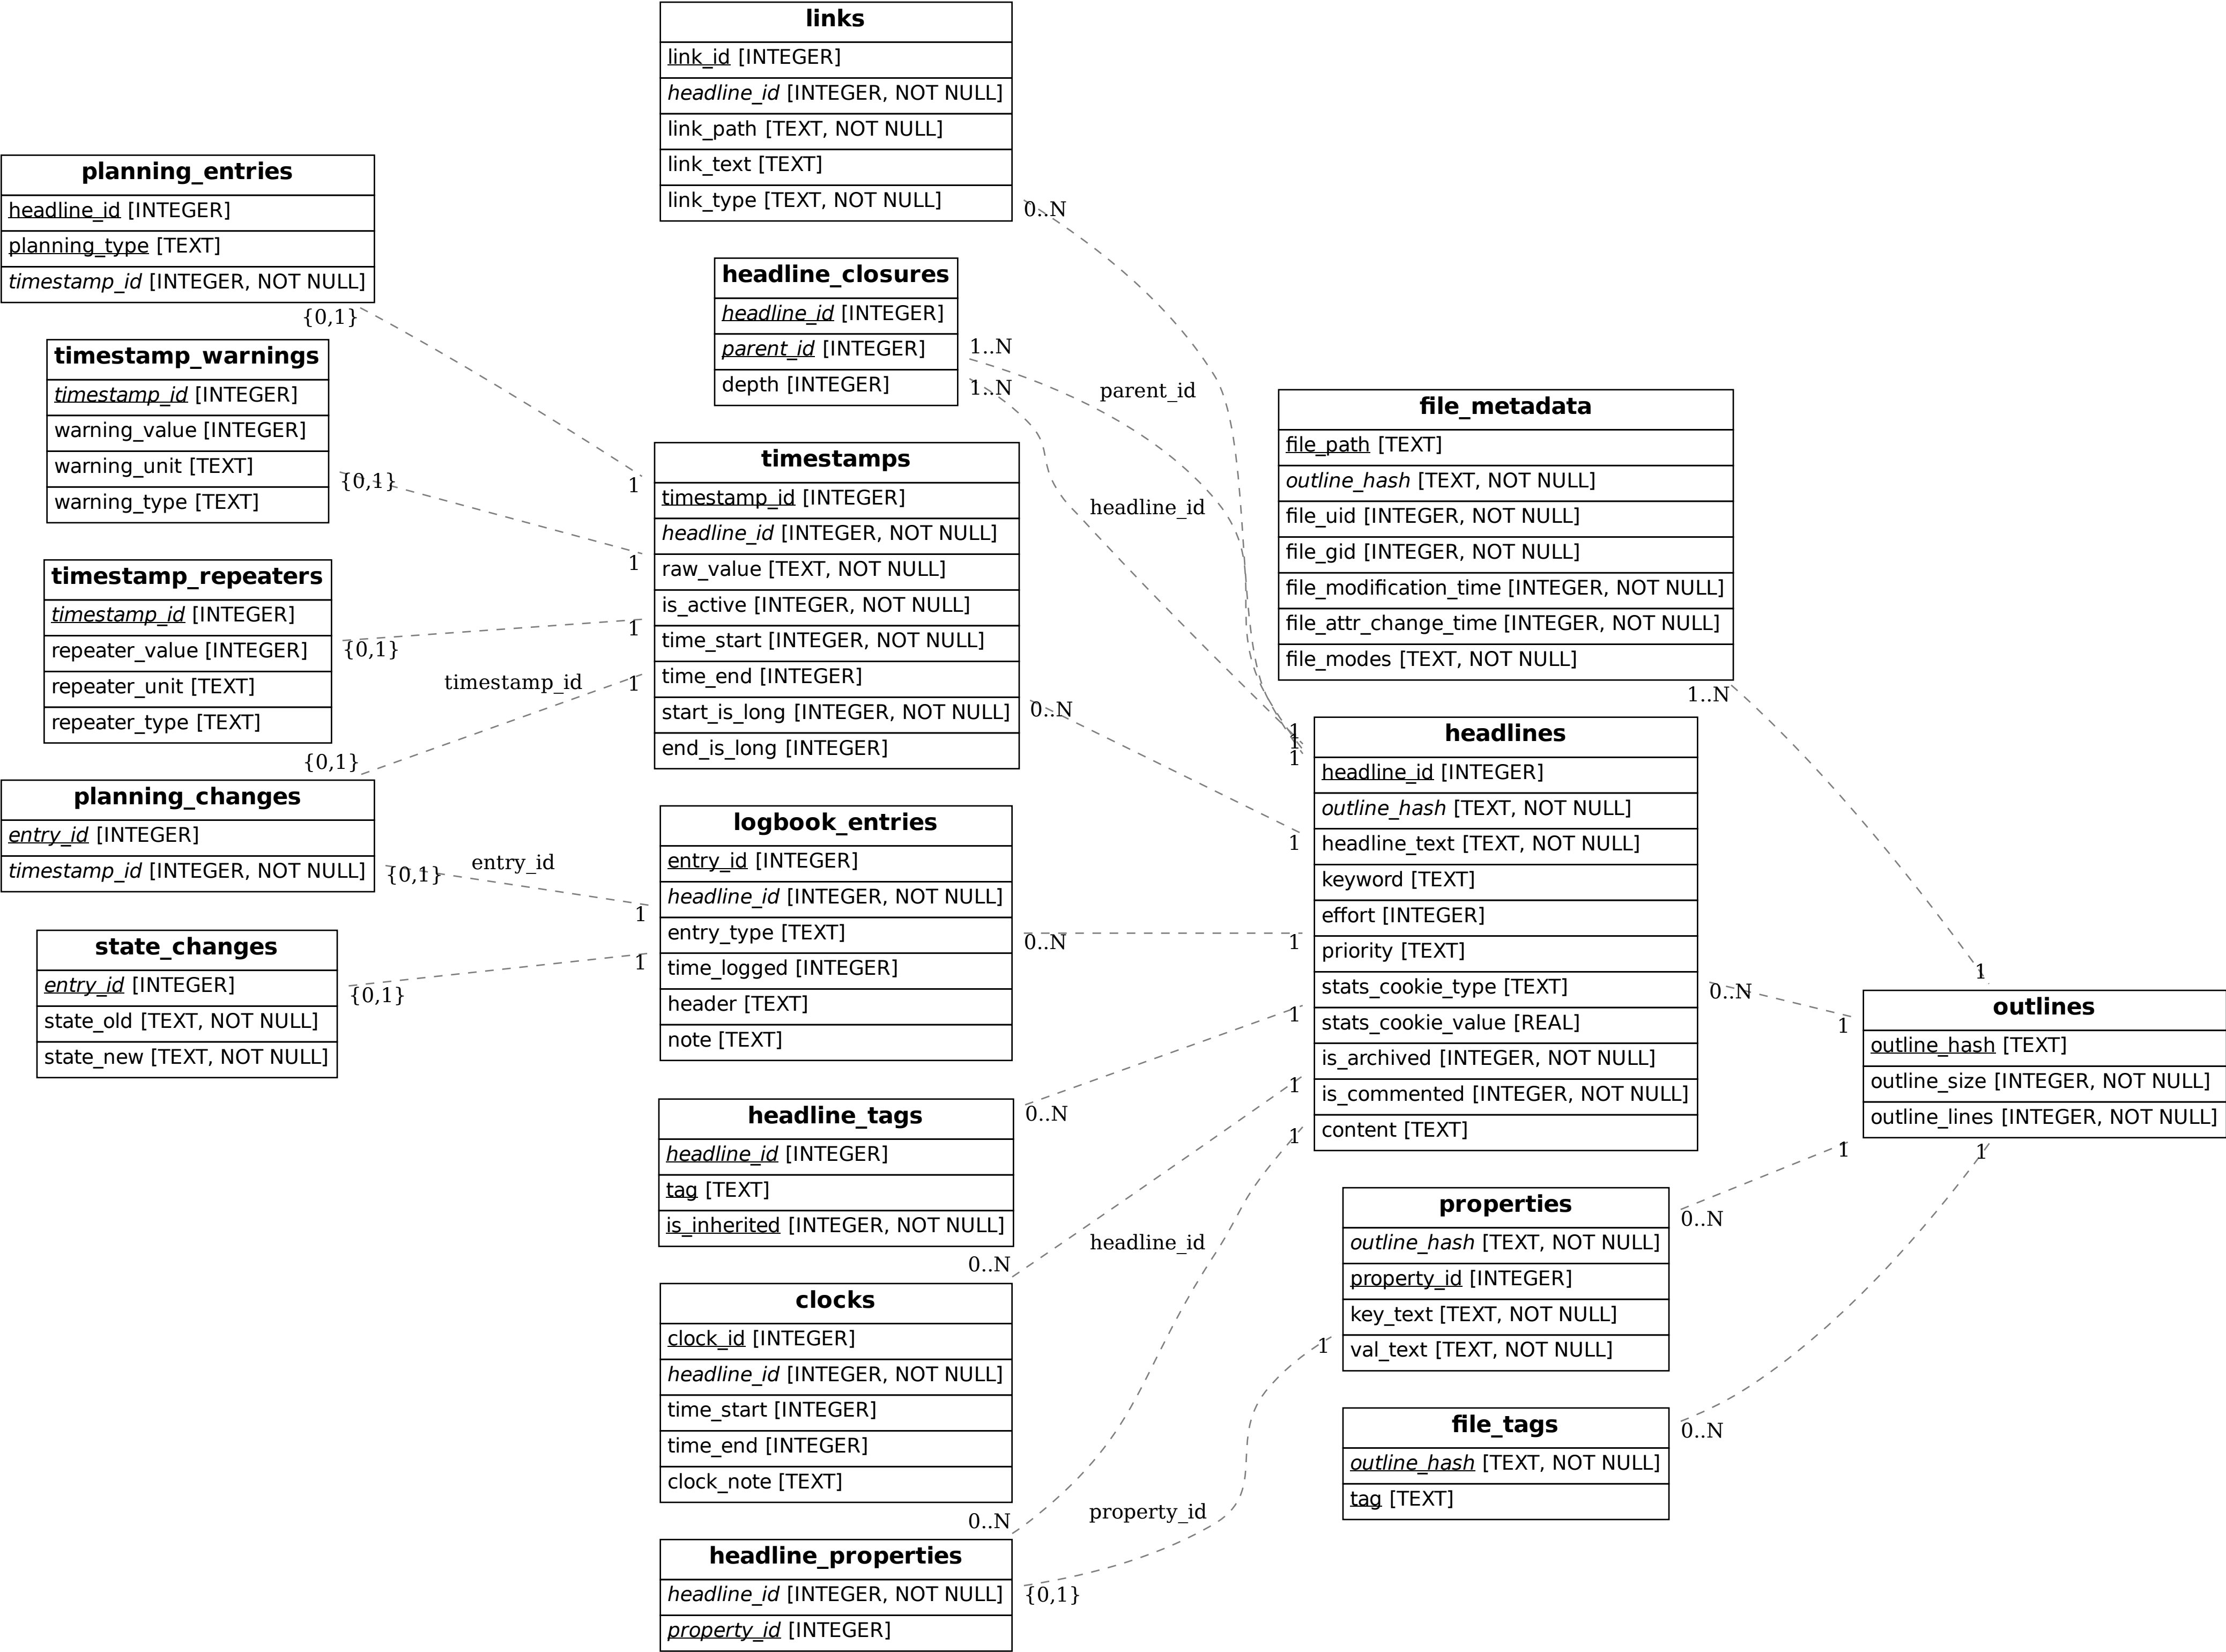 links
link_id [INTEGER]
headline_id [INTEGER, NOT NULL]
link_path [TEXT, NOT NULL]
link_text [TEXT]
link_type [TEXT, NOT NULL]
0..N
planning_entries
headline_id [INTEGER]
planning_type [TEXT]
timestamp_id [INTEGER, NOT NULL]
{0,1}
headline_closures
headline_id [INTEGER]
parent_id [INTEGER]
depth [INTEGER]
1..N
1..N
parent_id
headline_id
timestamp_warnings
timestamp_id [INTEGER]
warning_value [INTEGER]
warning_unit [TEXT]
warning_type [TEXT]
{0,1}
timestamp_repeaters
timestamp_id [INTEGER]
repeater_value [INTEGER]
repeater_unit [TEXT]
repeater_type [TEXT]
{0,1}
timestamp_id
{0,1}
1
1
1
1
timestamps
timestamp_id [INTEGER]
headline_id [INTEGER, NOT NULL]
raw_value [TEXT, NOT NULL]
is_active [INTEGER, NOT NULL]
time_start [INTEGER, NOT NULL]
time_end [INTEGER]
start_is_long [INTEGER, NOT NULL]
end_is_long [INTEGER]
0..N
file_metadata
file_path [TEXT]
outline_hash [TEXT, NOT NULL]
file_uid [INTEGER, NOT NULL]
file_gid [INTEGER, NOT NULL]
file_modification_time [INTEGER, NOT NULL]
file_attr_change_time [INTEGER, NOT NULL]
file_modes [TEXT, NOT NULL]
1..N
planning_changes
entry_id [INTEGER]
timestamp_id [INTEGER, NOT NULL]
{0,1}
entry_id
1
state_changes
entry_id [INTEGER]
state_old [TEXT, NOT NULL]
state_new [TEXT, NOT NULL]
{0,1}
1
logbook_entries
entry_id [INTEGER]
headline_id [INTEGER, NOT NULL]
entry_type [TEXT]
time_logged [INTEGER]
header [TEXT]
note [TEXT]
0..N
1
1
1
1
1
1
1
1
headlines
headline_id [INTEGER]
outline_hash [TEXT, NOT NULL]
headline_text [TEXT, NOT NULL]
keyword [TEXT]
effort [INTEGER]
priority [TEXT]
stats_cookie_type [TEXT]
stats_cookie_value [REAL]
is_archived [INTEGER, NOT NULL]
is_commented [INTEGER, NOT NULL]
content [TEXT]
0..N
1
1
outlines
outline_hash [TEXT]
outline_size [INTEGER, NOT NULL]
outline_lines [INTEGER, NOT NULL]
1
1
headline_tags
headline_id [INTEGER]
tag [TEXT]
is_inherited [INTEGER, NOT NULL]
0..N
0..N
headline_id
clocks
clock_id [INTEGER]
headline_id [INTEGER, NOT NULL]
time_start [INTEGER]
time_end [INTEGER]
clock_note [TEXT]
properties
outline_hash [TEXT, NOT NULL]
property_id [INTEGER]
key_text [TEXT, NOT NULL]
val_text [TEXT, NOT NULL]
0..N
1
file_tags
outline_hash [TEXT, NOT NULL]
tag [TEXT]
0..N
0..N
property_id
headline_properties
headline_id [INTEGER, NOT NULL]
property_id [INTEGER]
{0,1}